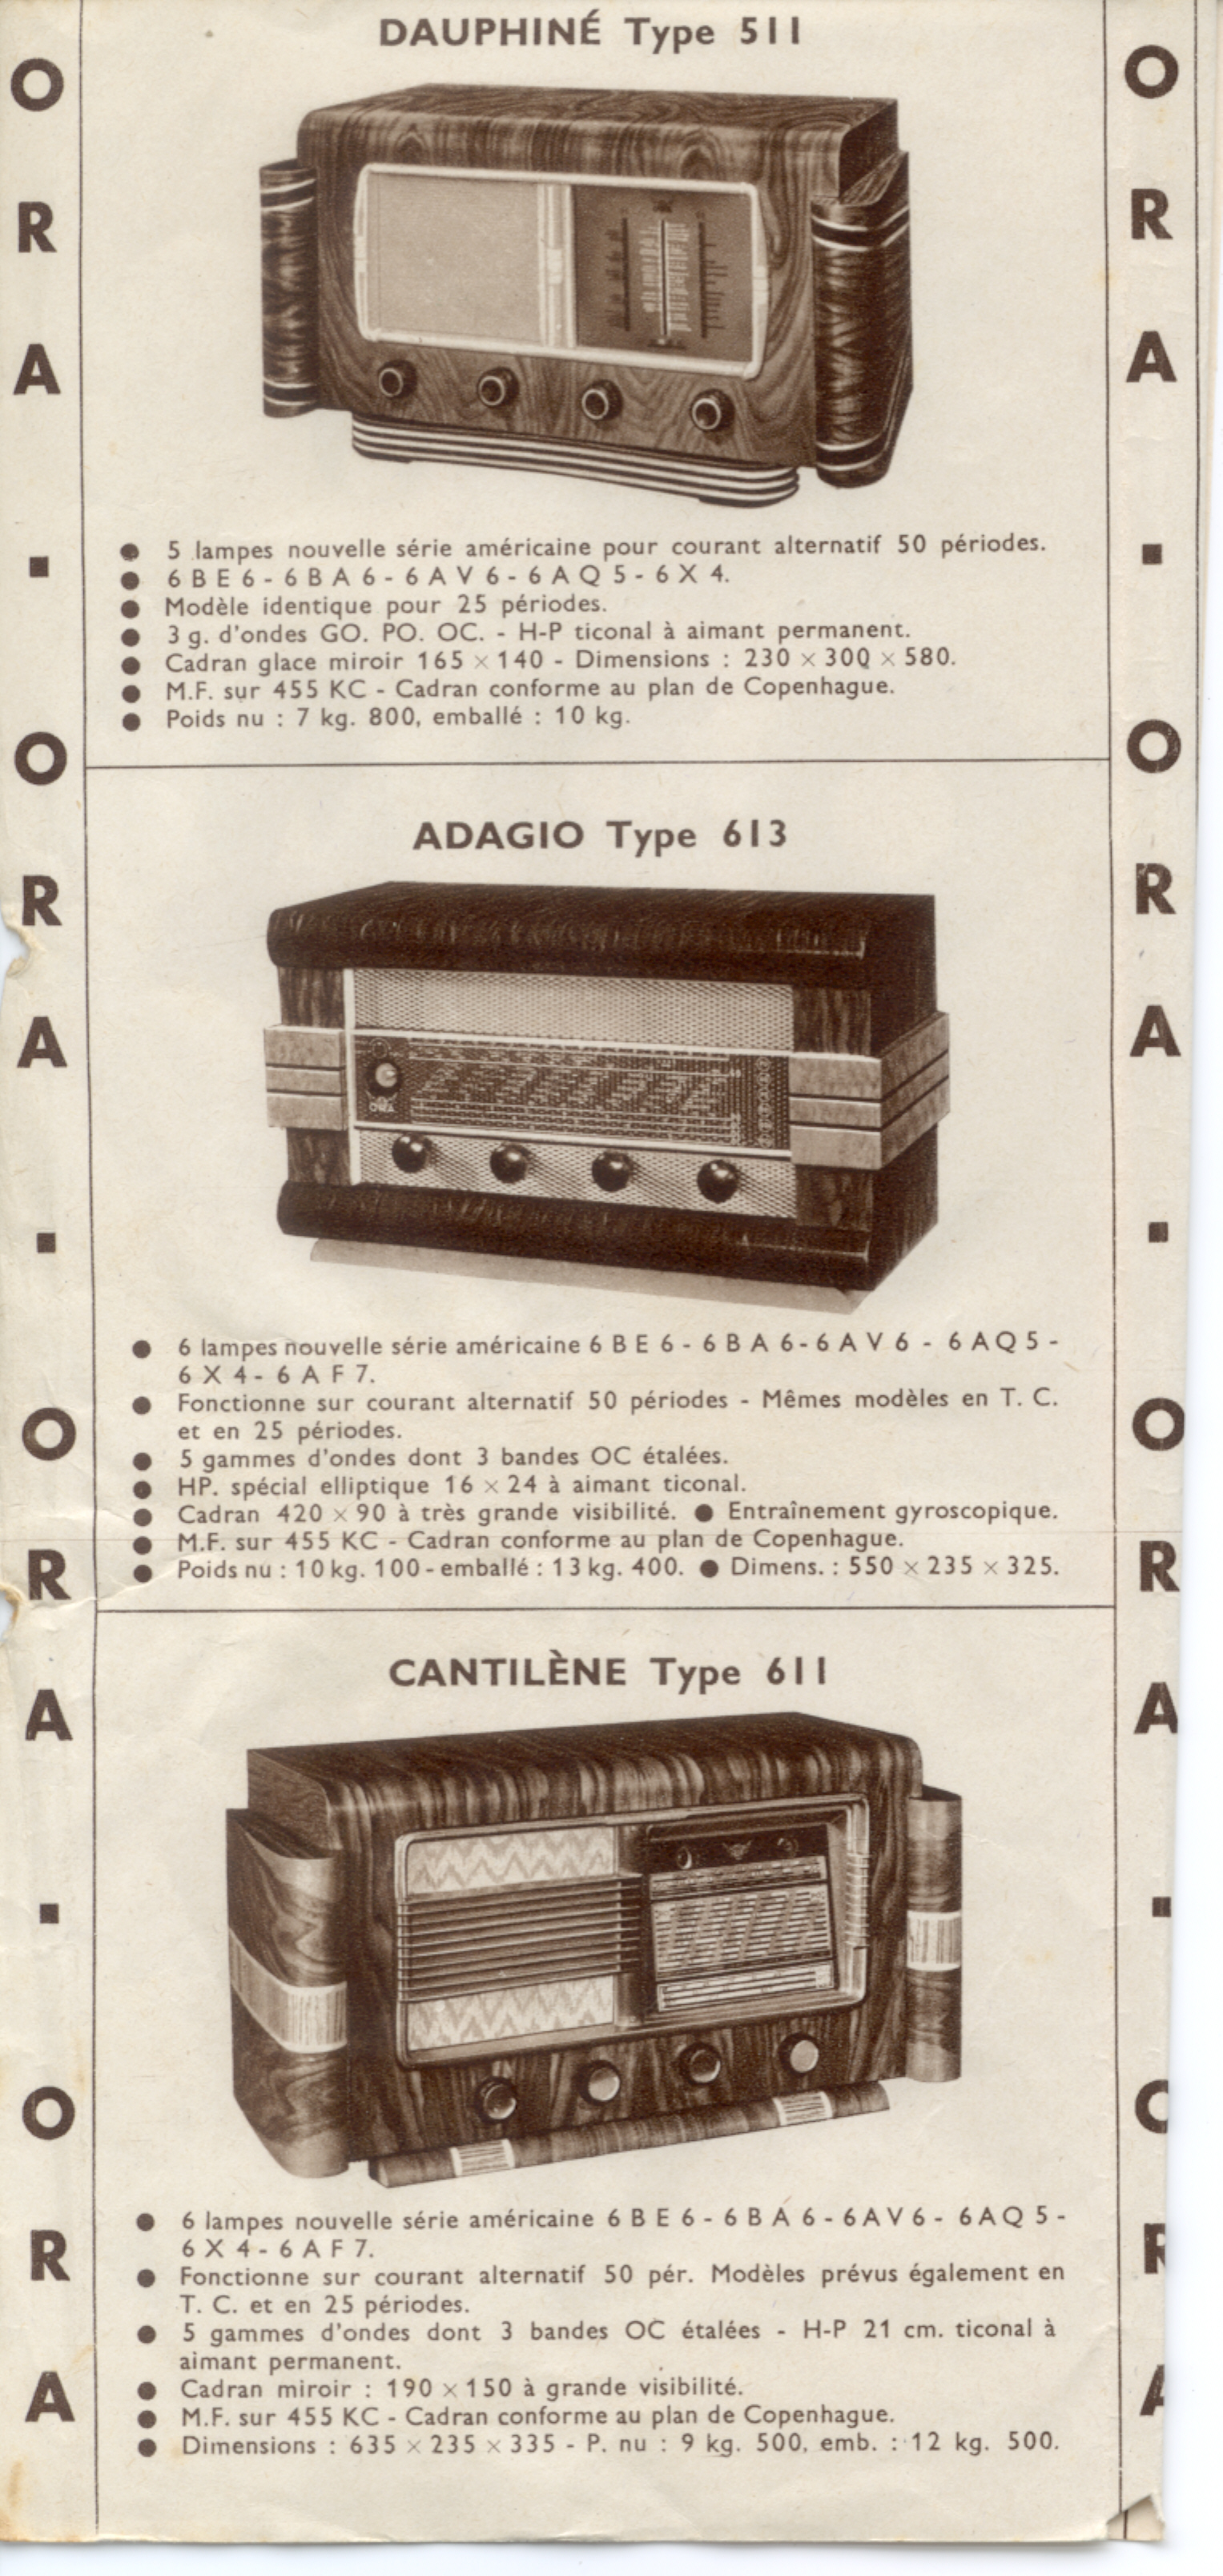 DAUPHINÉ Type 511
● 5 lampes nouvelle série américaine pour courant alternatif 50 périodes.
● 6 B E 6 - 6 B A 6 - 6 A V 6 - 6 A Q 5 - 6 X 4.
● Modèle identique pour 25 périodes.
● 3 g. d'ondes GO. PO. OC. - H-P ticonal à aimant permanent.
● Cadran glace miroir 165 × 140 - Dimensions : 230 × 300 × 580.
● M.F. sur 455 KC - Cadran conforme au plan de Copenhague.
● Poids nu : 7 kg. 800, emballé : 10 kg.
ADAGIO Type 613
ORA
● 6 lampes nouvelle série américaine 6 B E 6 - 6 B A 6 - 6 A V 6 - 6 A Q 5 -
6 X 4 - 6 A F 7.
● Fonctionne sur courant alternatif 50 périodes - Mêmes modèles en T. C.
et en 25 périodes.
● 5 gammes d'ondes dont 3 bandes OC étalées.
● HP. spécial elliptique 16 × 24 à aimant ticonal.
● Cadran 420 × 90 à très grande visibilité. ● Entraînement gyroscopique.
● M.F. sur 455 KC - Cadran conforme au plan de Copenhague.
● Poids nu : 10 kg. 100 - emballé : 13 kg. 400. ● Dimens. : 550 × 235 × 325.
CANTILÈNE Type 611
● 6 lampes nouvelle série américaine 6 B E 6 - 6 B A 6 - 6 A V 6 - 6 A Q 5 -
6 X 4 - 6 A F 7.
● Fonctionne sur courant alternatif 50 pér. Modèles prévus également en
T. C. et en 25 périodes.
● 5 gammes d'ondes dont 3 bandes OC étalées - H-P 21 cm. ticonal à
aimant permanent.
● Cadran miroir : 190 × 150 à grande visibilité.
● M.F. sur 455 KC - Cadran conforme au plan de Copenhague.
● Dimensions : 635 × 235 × 335 - P. nu : 9 kg. 500, emb. : 12 kg. 500.
ORA ▪ ORA ▪ ORA ▪ ORA
ORA ▪ ORA ▪ ORA ▪ ORA